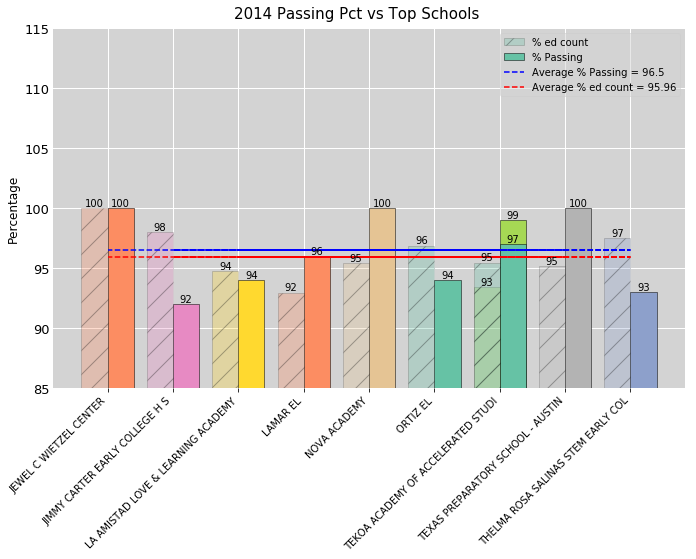 2014 Passing Pct vs Top Schools
% ed count
% Passing
Average % Passing = 96.5
Average % ed count = 95.96
Percentage
115
110
105
100
95
90
85
100
100
98
92
94
94
92
96
95
100
96
94
95
93
99
97
95
100
97
93
JEWEL C WIETZEL CENTER
JIMMY CARTER EARLY COLLEGE H S
LA AMISTAD LOVE & LEARNING ACADEMY
LAMAR EL
NOVA ACADEMY
ORTIZ EL
TEKOA ACADEMY OF ACCELERATED STUDI
TEXAS PREPARATORY SCHOOL - AUSTIN
THELMA ROSA SALINAS STEM EARLY COL